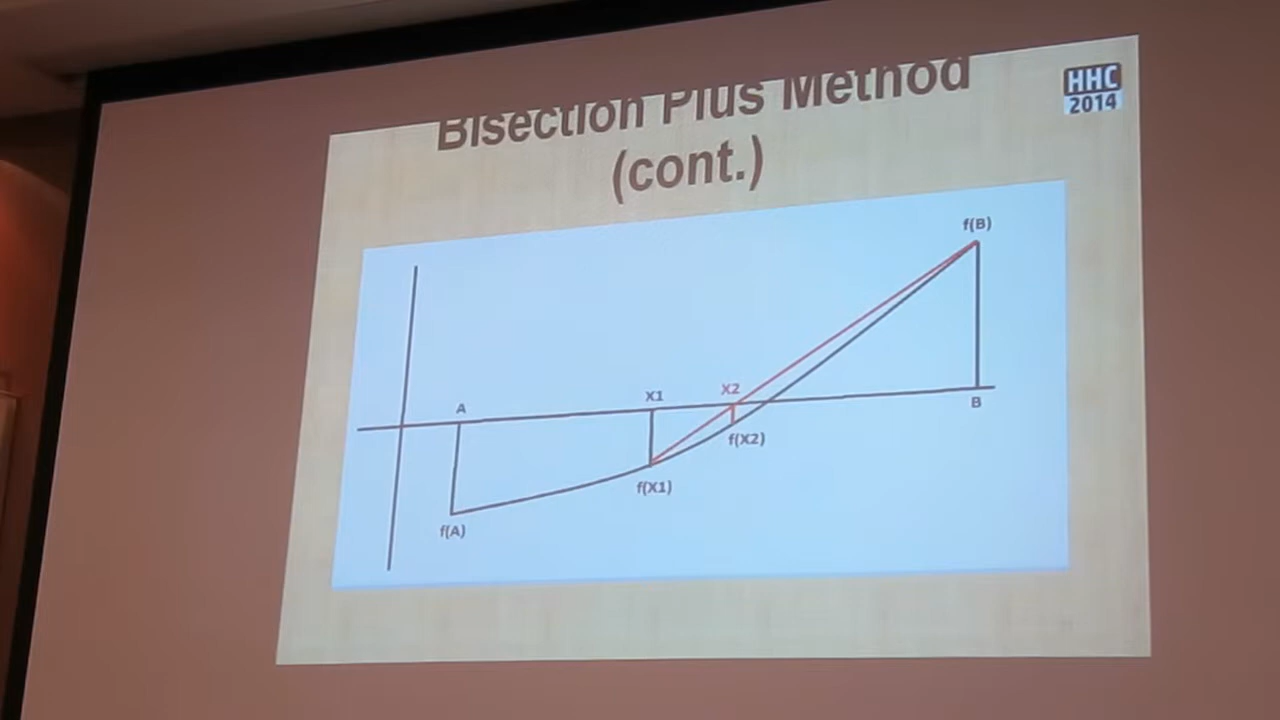 Bisection Plus Method
(cont.)
HHC
2014
f(B)
A
X1
X2
B
f(X2)
f(X1)
f(A)